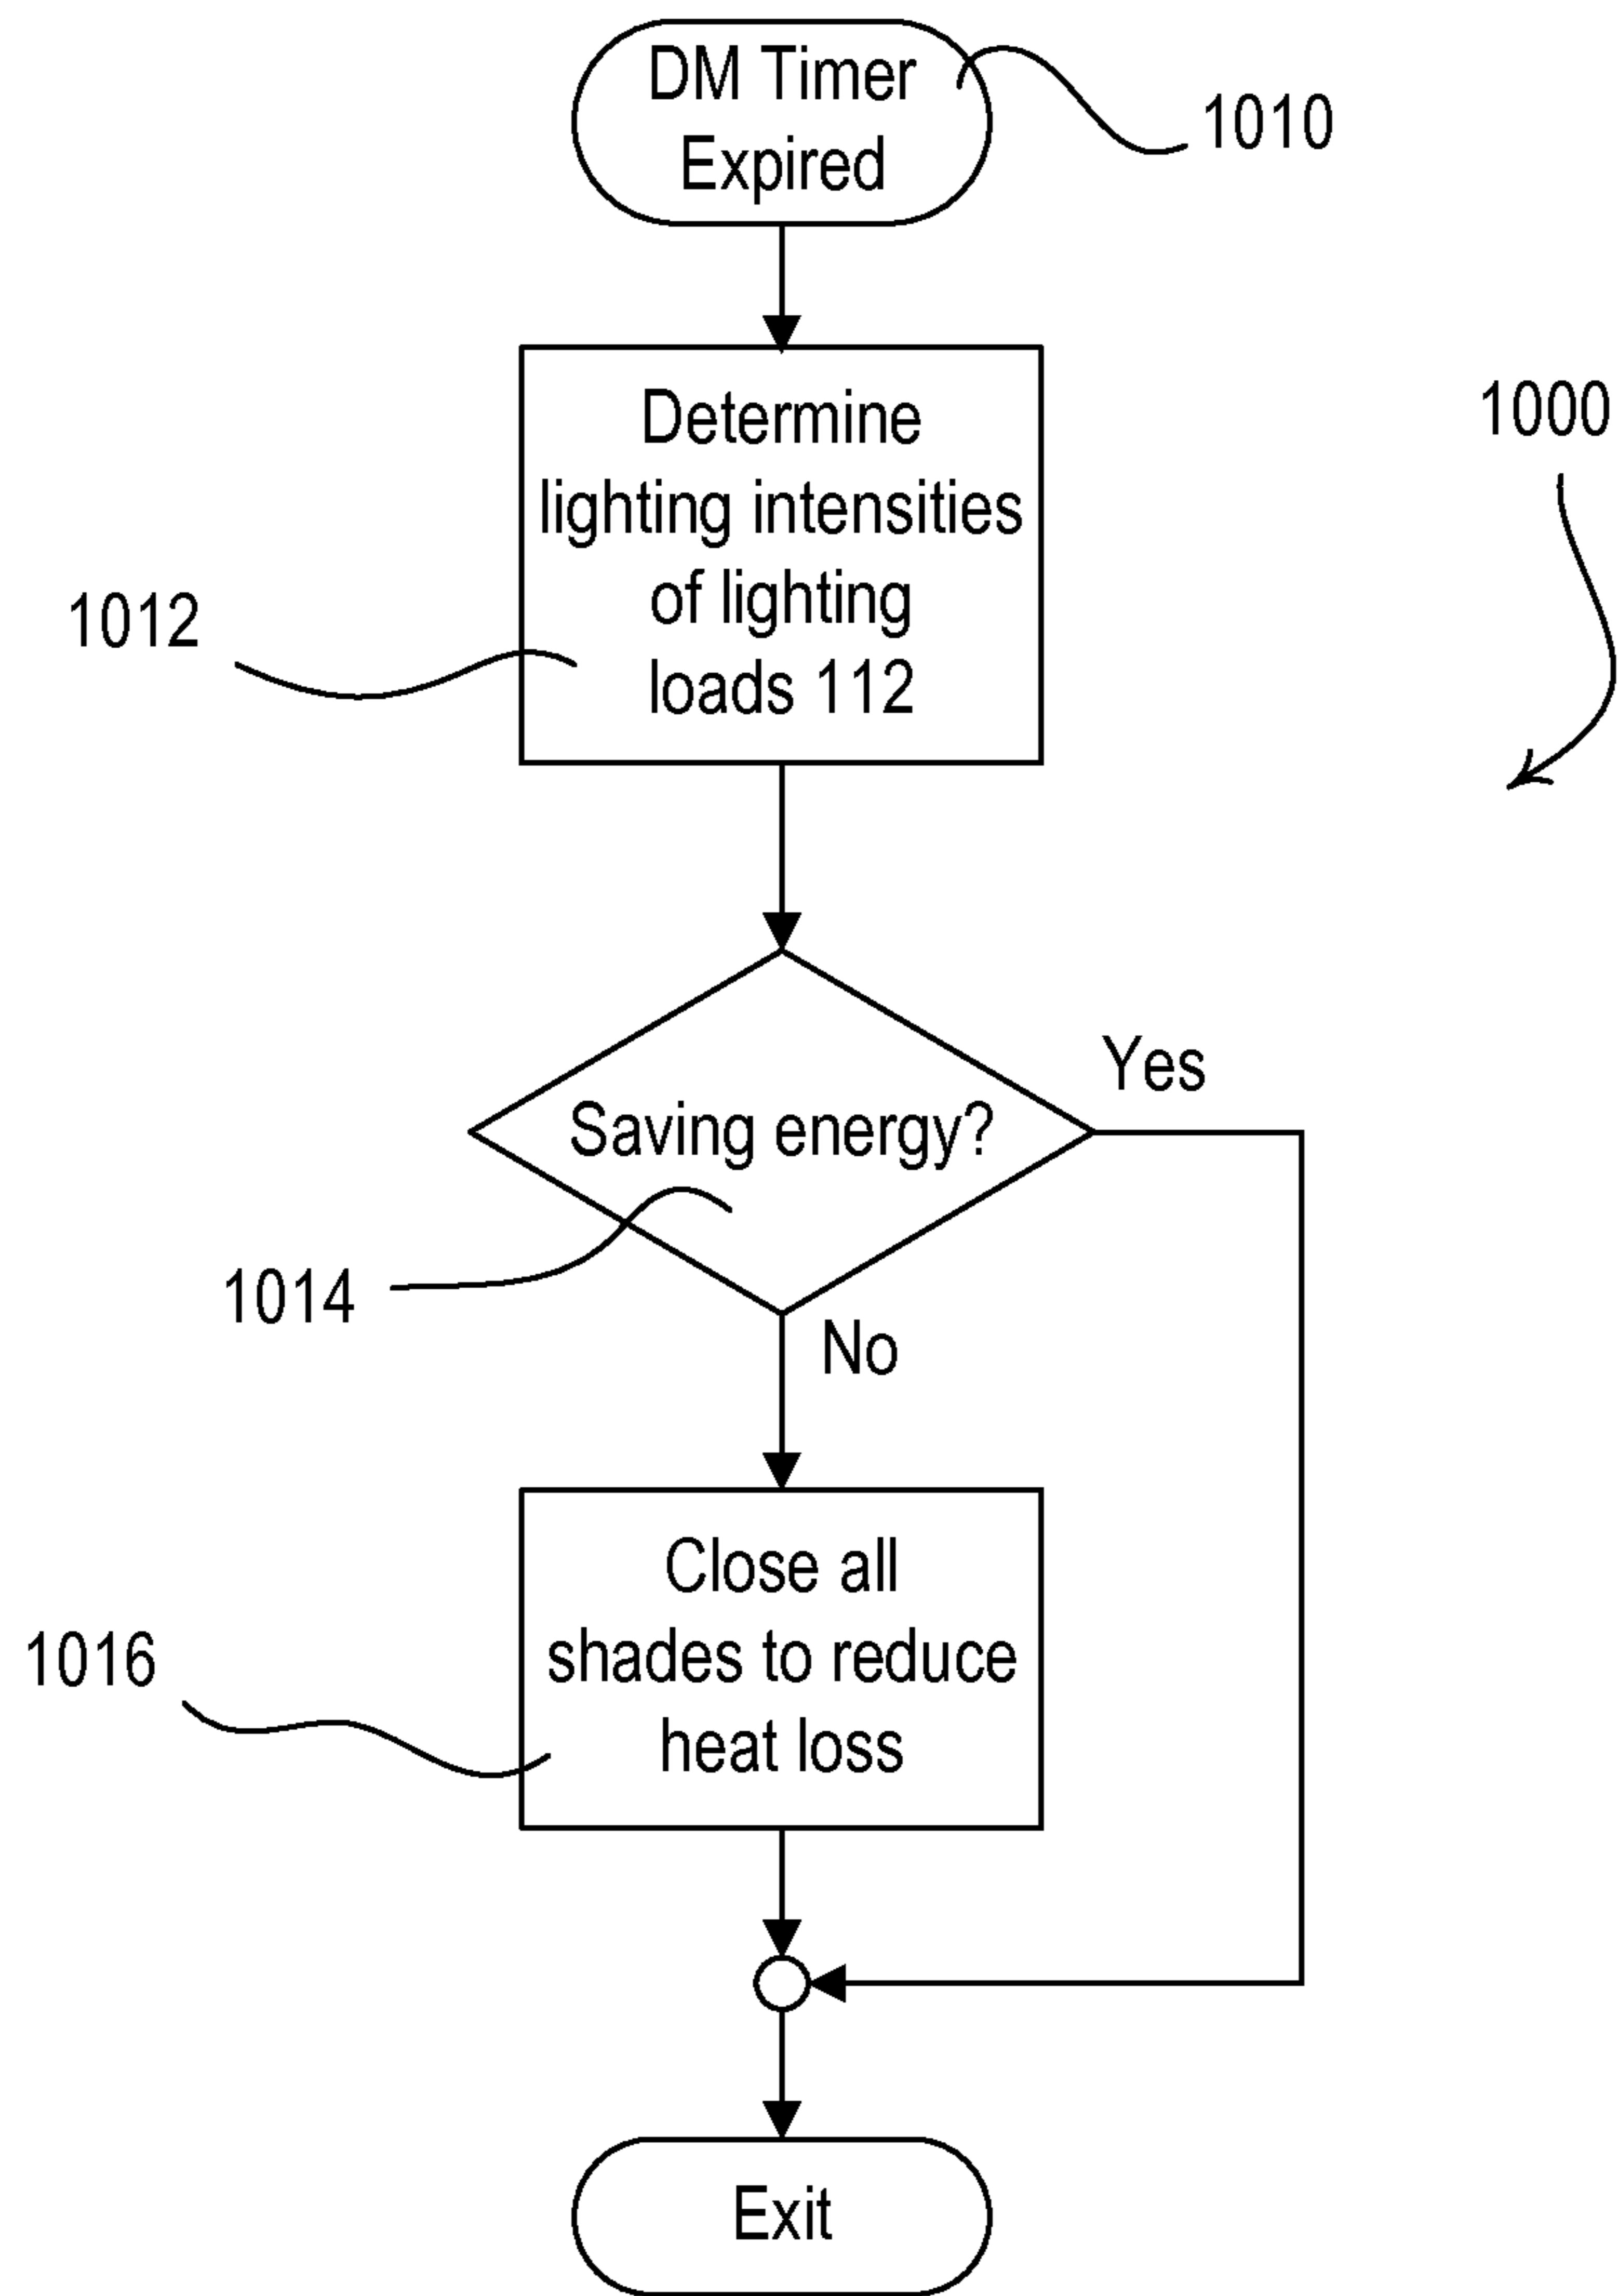 DM Timer
Expired
1010
Determine
lighting intensities
of lighting
loads 112
1000
1012
Yes
Saving energy?
1014
No
Close all
shades to reduce
heat loss
1016
Exit